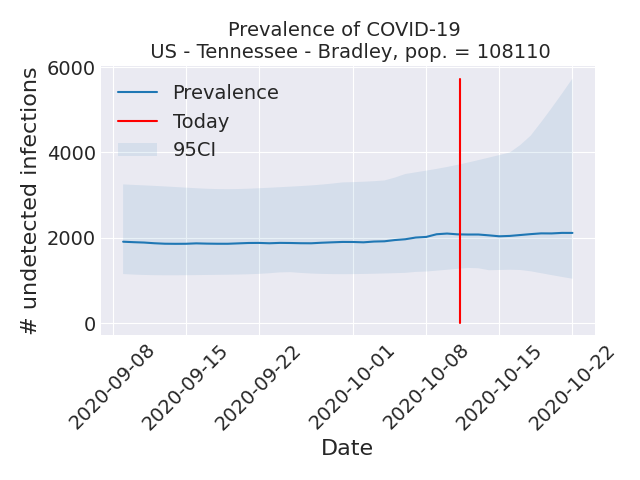 Prevalence of COVID-19
US - Tennessee - Bradley, pop. = 108110
# undetected infections
6000
4000
2000
0
Prevalence
Today
95CI
2020-09-08
2020-09-15
2020-09-22
2020-10-01
2020-10-08
2020-10-15
2020-10-22
Date